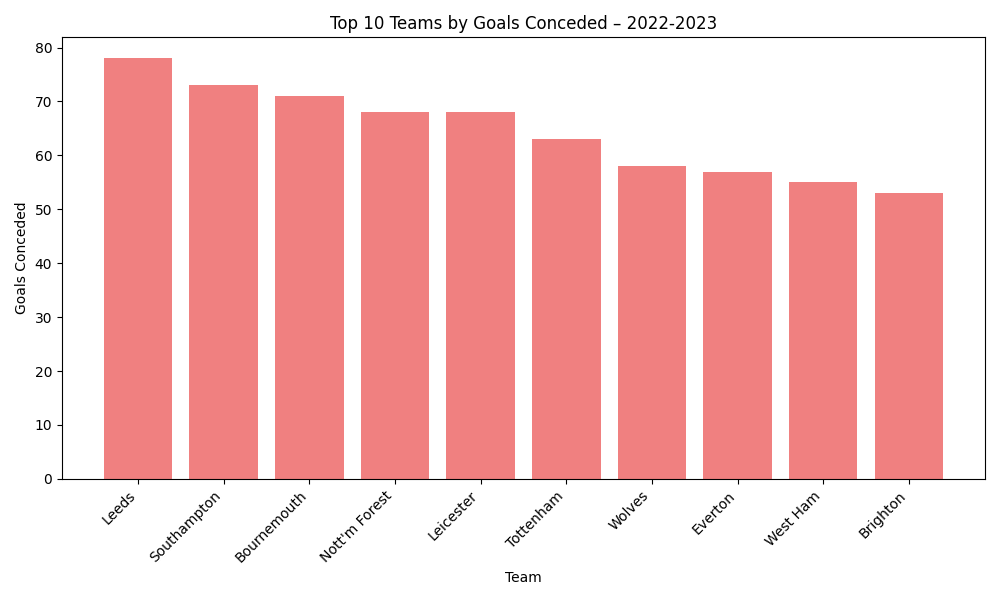 Top 10 Teams by Goals Conceded – 2022-2023
Goals Conceded
80
70
60
50
40
30
20
10
0
Leeds
Southampton
Bournemouth
Nott'm Forest
Leicester
Tottenham
Wolves
Everton
West Ham
Brighton
Team